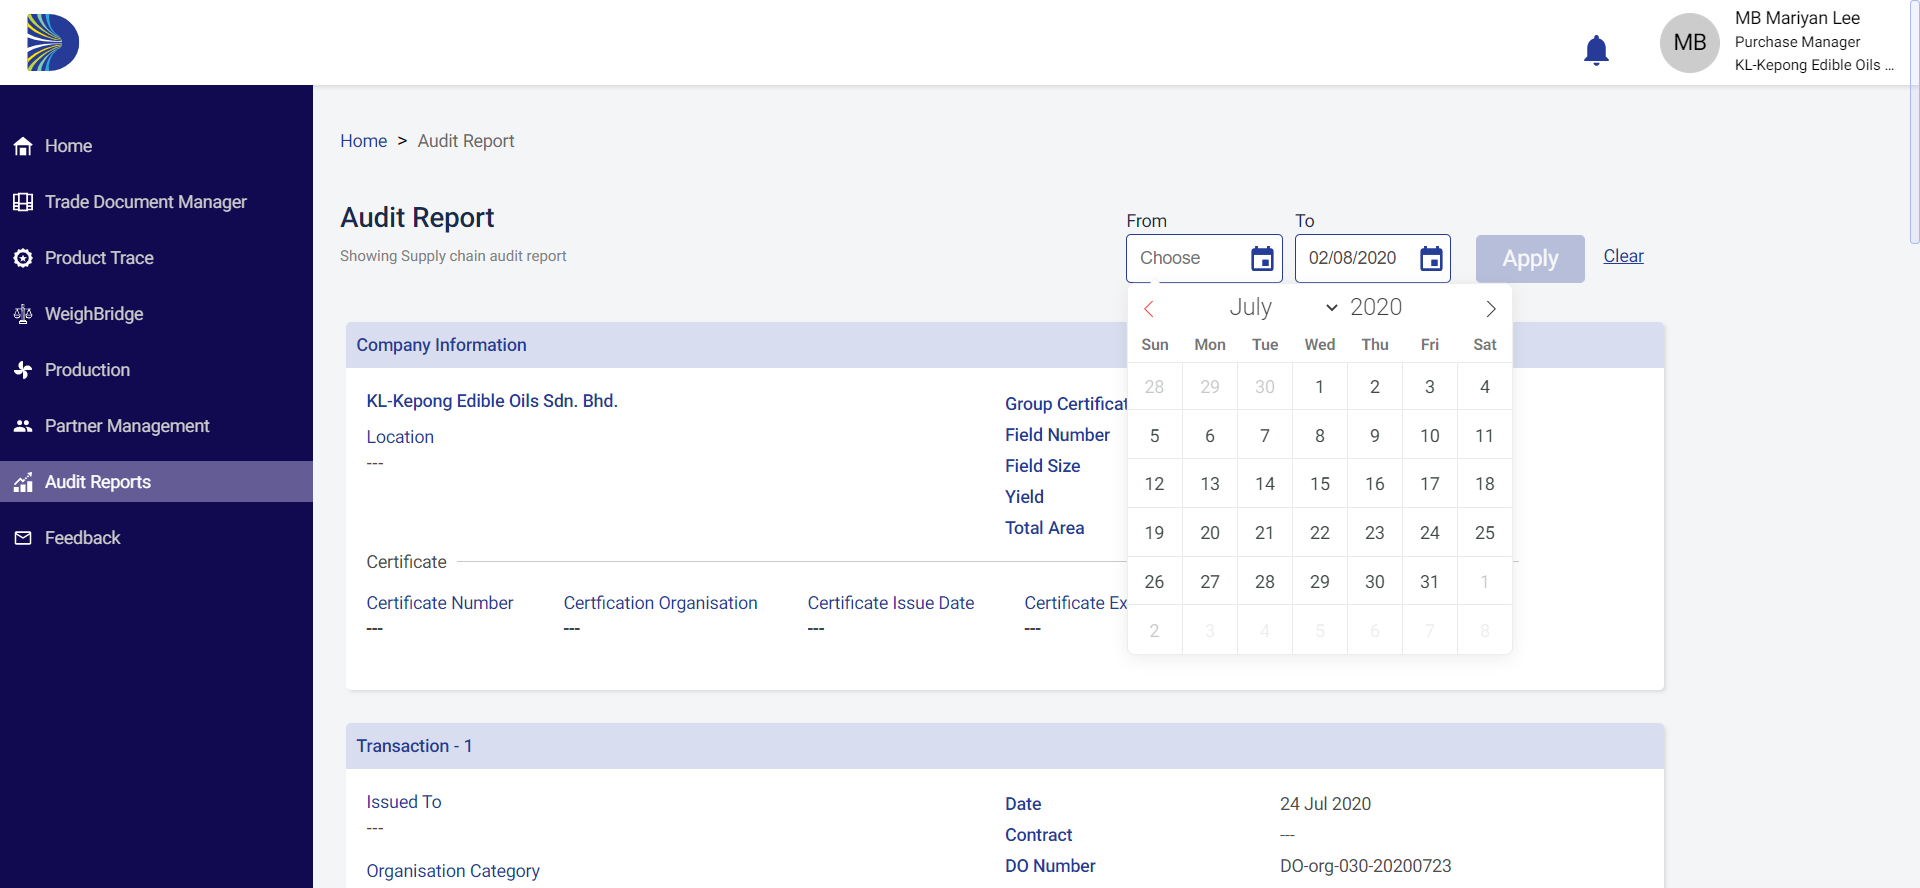 MB
MB Mariyan Lee
Purchase Manager
KL-Kepong Edible Oils ...
Home
Trade Document Manager
Product Trace
WeighBridge
Production
Partner Management
Audit Reports
Feedback
Home > Audit Report
Audit Report
Showing Supply chain audit report
From
To
Choose
02/08/2020
Apply
Clear
July 2020
Sun Mon Tue Wed Thu Fri Sat
28 29 30 1 2 3 4
5 6 7 8 9 10 11
12 13 14 15 16 17 18
19 20 21 22 23 24 25
26 27 28 29 30 31 1
2 3 4 5 6 7 8
Company Information
KL-Kepong Edible Oils Sdn. Bhd.
Location
---
Group Certificat
Field Number
Field Size
Yield
Total Area
Certificate
Certificate Number
---
Certfication Organisation
---
Certificate Issue Date
---
Certificate Ex
---
Transaction - 1
Issued To
---
Organisation Category
Date 24 Jul 2020
Contract ---
DO Number DO-org-030-20200723